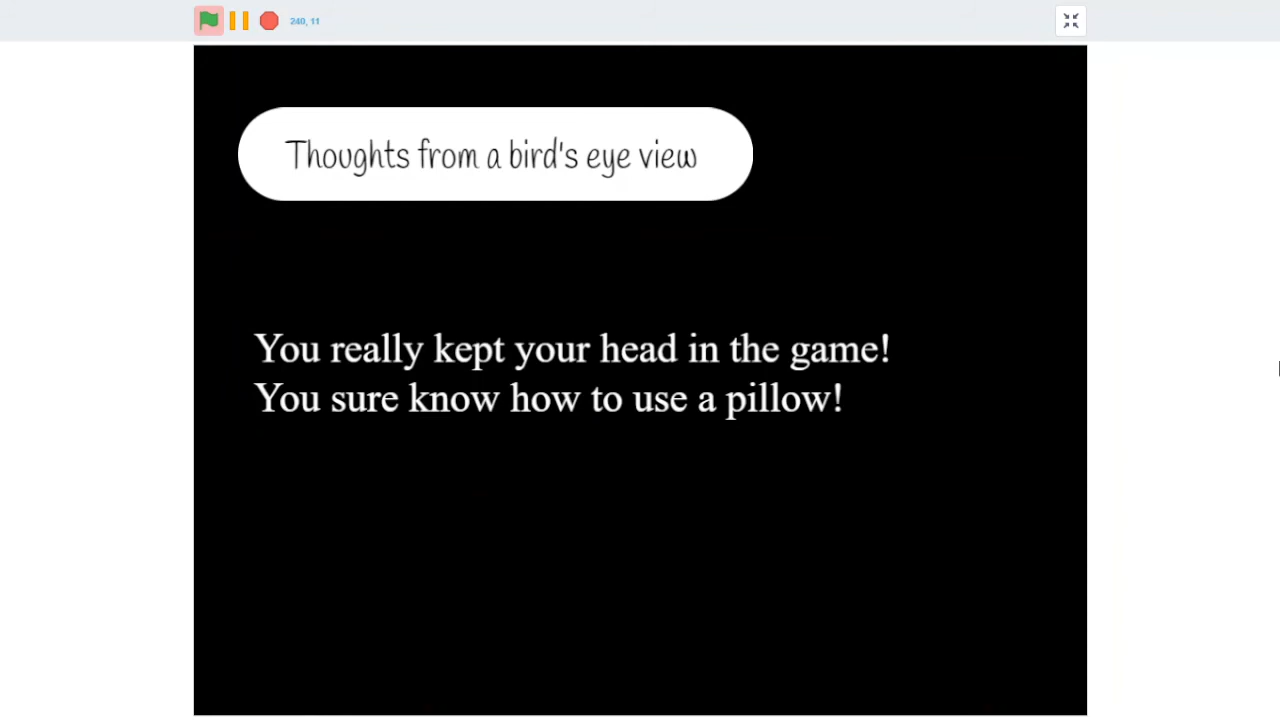 240, 11
Thoughts from a bird's eye view
You really kept your head in the game!
You sure know how to use a pillow!